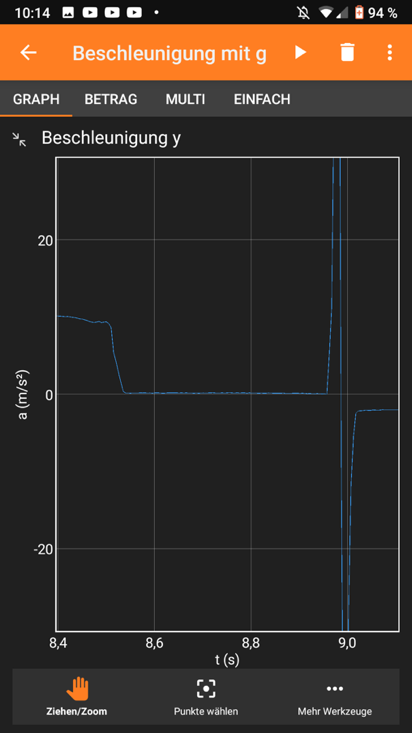 10:14 94 %
Beschleunigung mit g
GRAPH BETRAG MULTI EINFACH
Beschleunigung y
20
0
-20
a (m/s²)
8,4 8,6 8,8 9,0
t (s)
Ziehen/Zoom Punkte wählen Mehr Werkzeuge